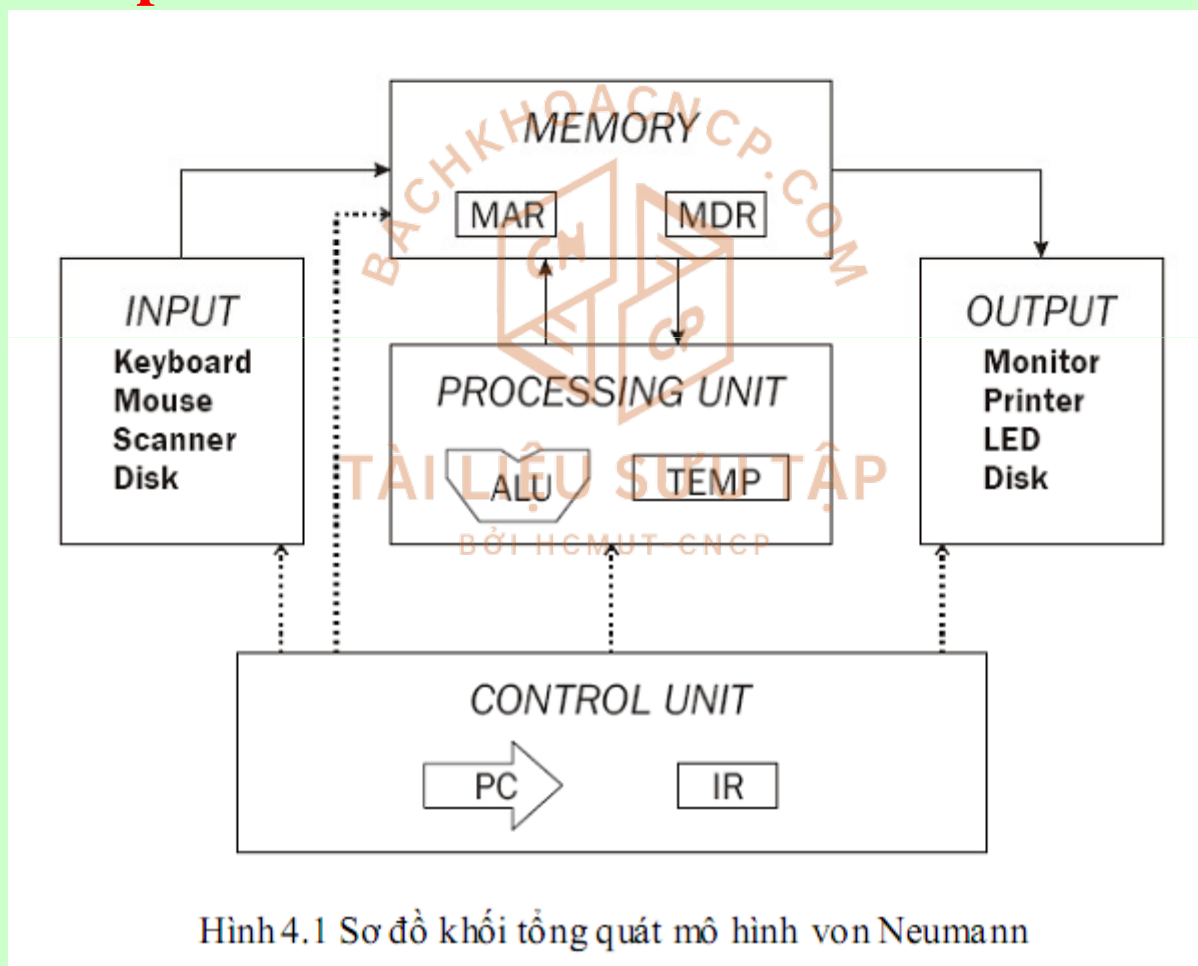 MEMORY
MAR MDR
INPUT
Keyboard
Mouse
Scanner
Disk
OUTPUT
Monitor
Printer
LED
Disk
PROCESSING UNIT
ALU TEMP
CONTROL UNIT
PC IR
BACHKHOACNCP.COM
CP
TÀI LIỆU SƯU TẬP
BỞI HCMUT-CNCP
Hình 4.1 Sơ đồ khối tổng quát mô hình von Neumann